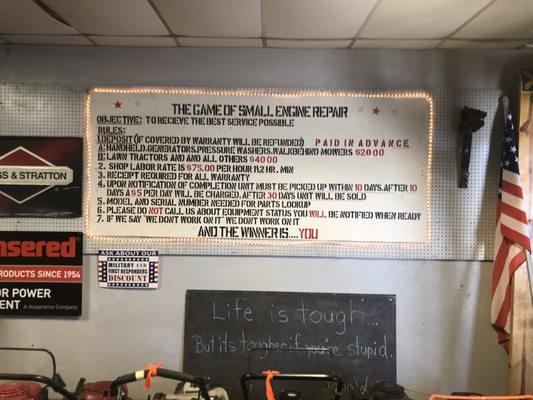 THE GAME OF SMALL ENGINE REPAIR
OBJECTIVE: TO RECIEVE THE BEST SERVICE POSSIBLE
RULES:
1.DEPOSIT (IF COVERED BY WARRANTY WILL BE REFUNDED) PAID IN ADVANCE
A: HANDHELD,GENERATORS,PRESSURE WASHERS,WALKBEHIND MOWERS $20.00
B: LAWN TRACTORS AND AND ALL OTHERS $40.00
2. SHOP LABOR RATE IS $75.00 PER HOUR 1\2 HR. MIN
3. RECEIPT REQUIRED FOR ALL WARRANTY
4. UPON NOTIFICATION OF COMPLETION UNIT MUST BE PICKED UP WITHIN 10 DAYS. AFTER 10
DAYS A $5 PER DAY WILL BE CHARGED. AFTER 30 DAYS UNIT WILL BE SOLD
5. MODEL AND SERIAL NUMBER NEEDED FOR PARTS LOOKUP
6. PLEASE DO NOT CALL US ABOUT EQUIPMENT STATUS YOU WILL BE NOTIFIED WHEN READY
7. IF WE SAY "WE DON'T WORK ON IT" WE DON'T WORK ON IT
AND THE WINNER IS....YOU
GS & STRATTON
nsered
PRODUCTS SINCE 1954
OR POWER
MENT
A Husqvarna Company
ASK ABOUT OUR
MILITARY AND
FIRST RESPONDERS
DISCOUNT
Life is tough...
But its tougher if you're stupid.